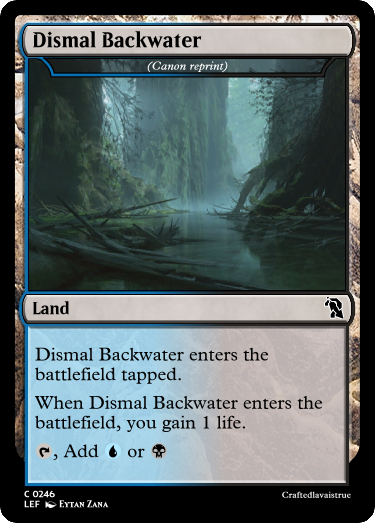 Dismal Backwater
(Canon reprint)
Land
Dismal Backwater enters the
battlefield tapped.
When Dismal Backwater enters the
battlefield, you gain 1 life.
, Add or
C 0246
LEF Eytan Zana
Craftedlavaistrue